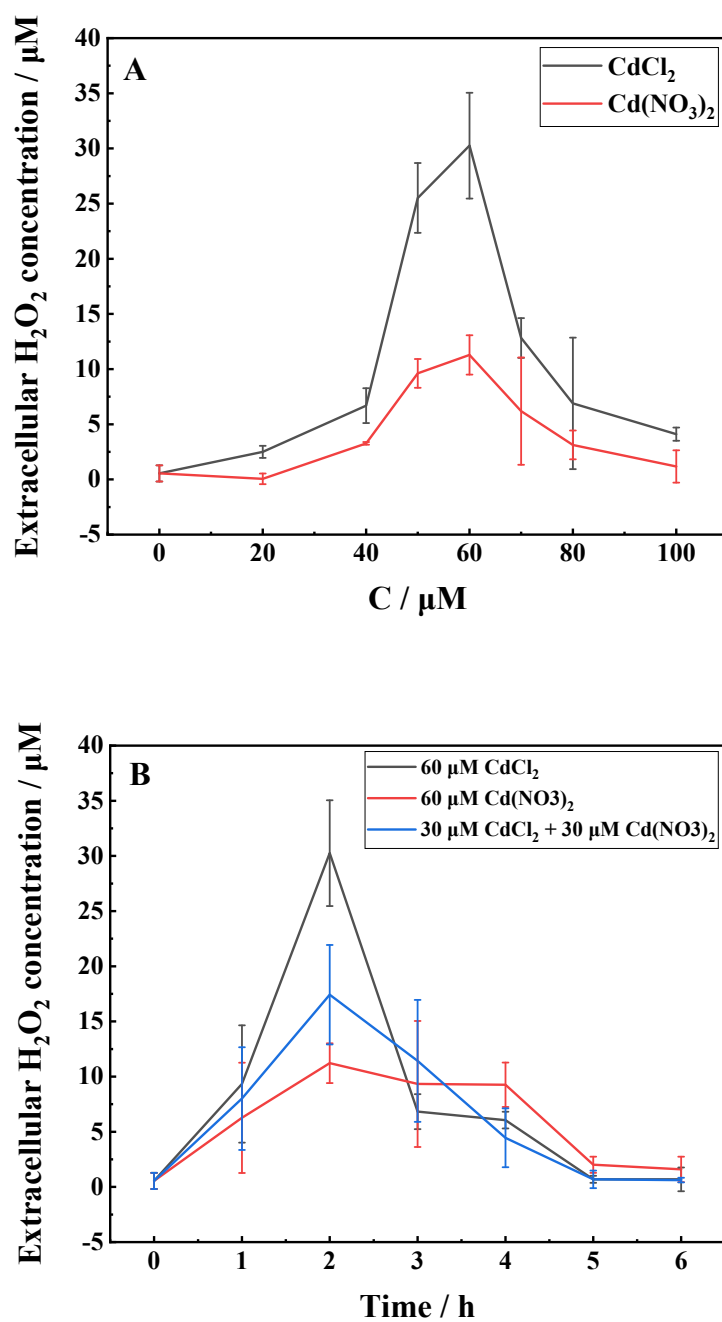 A
CdCl₂
Cd(NO₃)₂
Extracellular H₂O₂ concentration / μM
40
35
30
25
20
15
10
5
0
-5
0 20 40 60 80 100
C / μM
B
60 μM CdCl₂
60 μM Cd(NO3)₂
30 μM CdCl₂ + 30 μM Cd(NO3)₂
Extracellular H₂O₂ concentration / μM
40
35
30
25
20
15
10
5
0
-5
0 1 2 3 4 5 6
Time / h